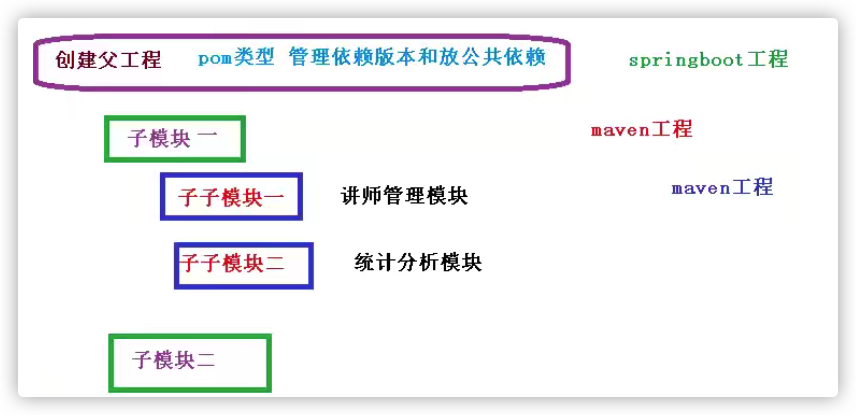 创建父工程 pom类型 管理依赖版本和放公共依赖 springboot工程
子模块一 maven工程
子子模块一 讲师管理模块 maven工程
子子模块二 统计分析模块
子模块二